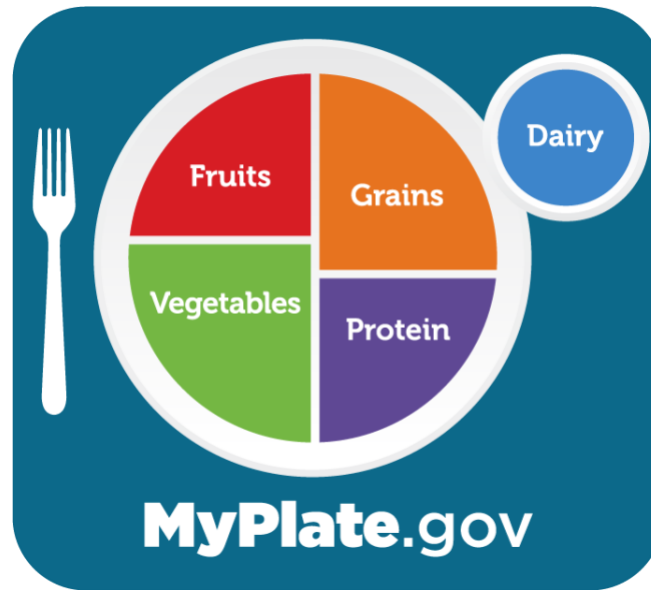 Dairy
Fruits
Grains
Vegetables
Protein
MyPlate.gov